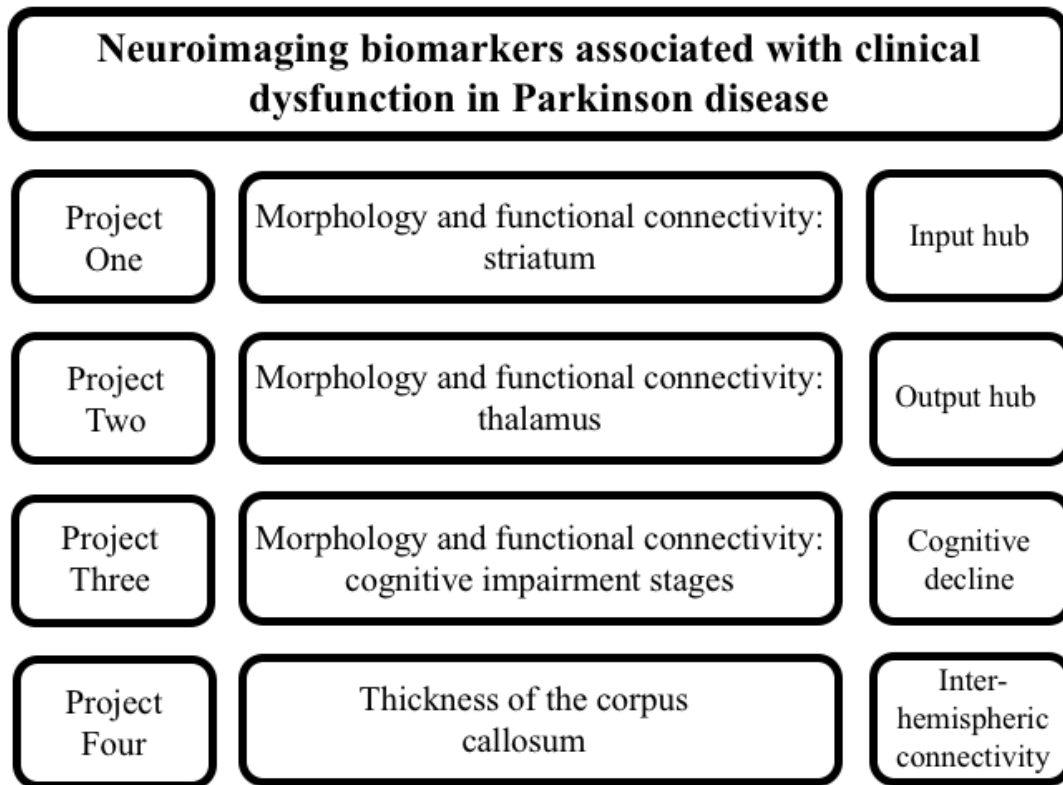 Neuroimaging biomarkers associated with clinical
dysfunction in Parkinson disease
Project
One
Morphology and functional connectivity:
striatum
Input hub
Project
Two
Morphology and functional connectivity:
thalamus
Output hub
Project
Three
Morphology and functional connectivity:
cognitive impairment stages
Cognitive
decline
Project
Four
Thickness of the corpus
callosum
Inter-
hemispheric
connectivity